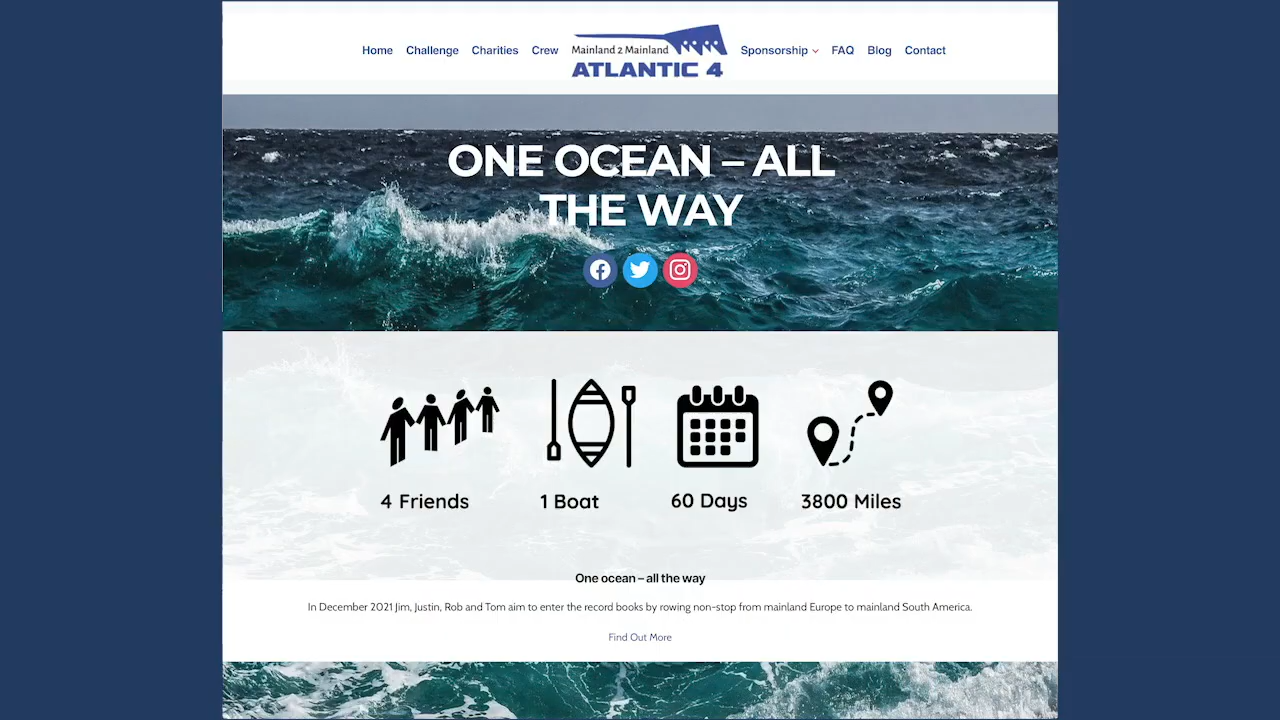 Home Challenge Charities Crew Mainland 2 Mainland Sponsorship FAQ Blog Contact
ATLANTIC 4
ONE OCEAN – ALL
THE WAY
4 Friends 1 Boat 60 Days 3800 Miles
One ocean – all the way
In December 2021 Jim, Justin, Rob and Tom aim to enter the record books by rowing non-stop from mainland Europe to mainland South America.
Find Out More